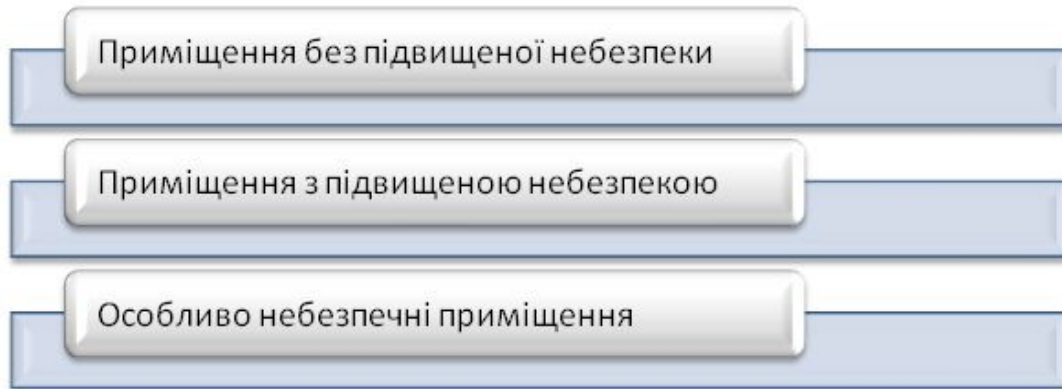 Приміщення без підвищеної небезпеки
Приміщення з підвищеною небезпекою
Особливо небезпечні приміщення